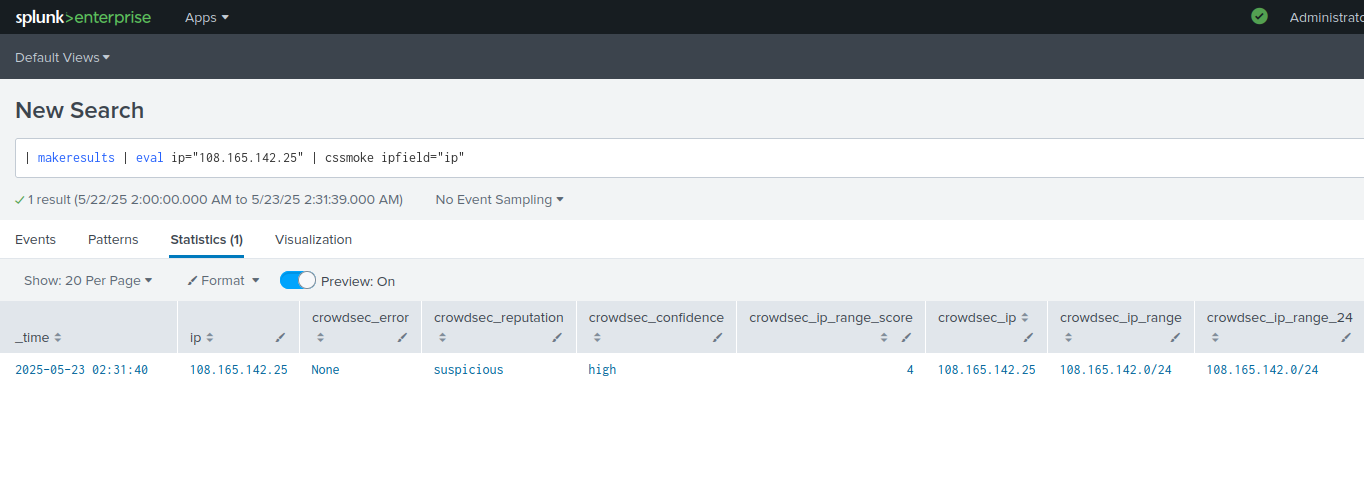 splunk>enterprise Apps Administrato
Default Views
New Search
| makeresults | eval ip="108.165.142.25" | cssmoke ipfield="ip"
1 result (5/22/25 2:00:00.000 AM to 5/23/25 2:31:39.000 AM) No Event Sampling
Events Patterns Statistics (1) Visualization
Show: 20 Per Page Format Preview: On
_time ip crowdsec_error crowdsec_reputation crowdsec_confidence crowdsec_ip_range_score crowdsec_ip crowdsec_ip_range crowdsec_ip_range_24
2025-05-23 02:31:40 108.165.142.25 None suspicious high 4 108.165.142.25 108.165.142.0/24 108.165.142.0/24